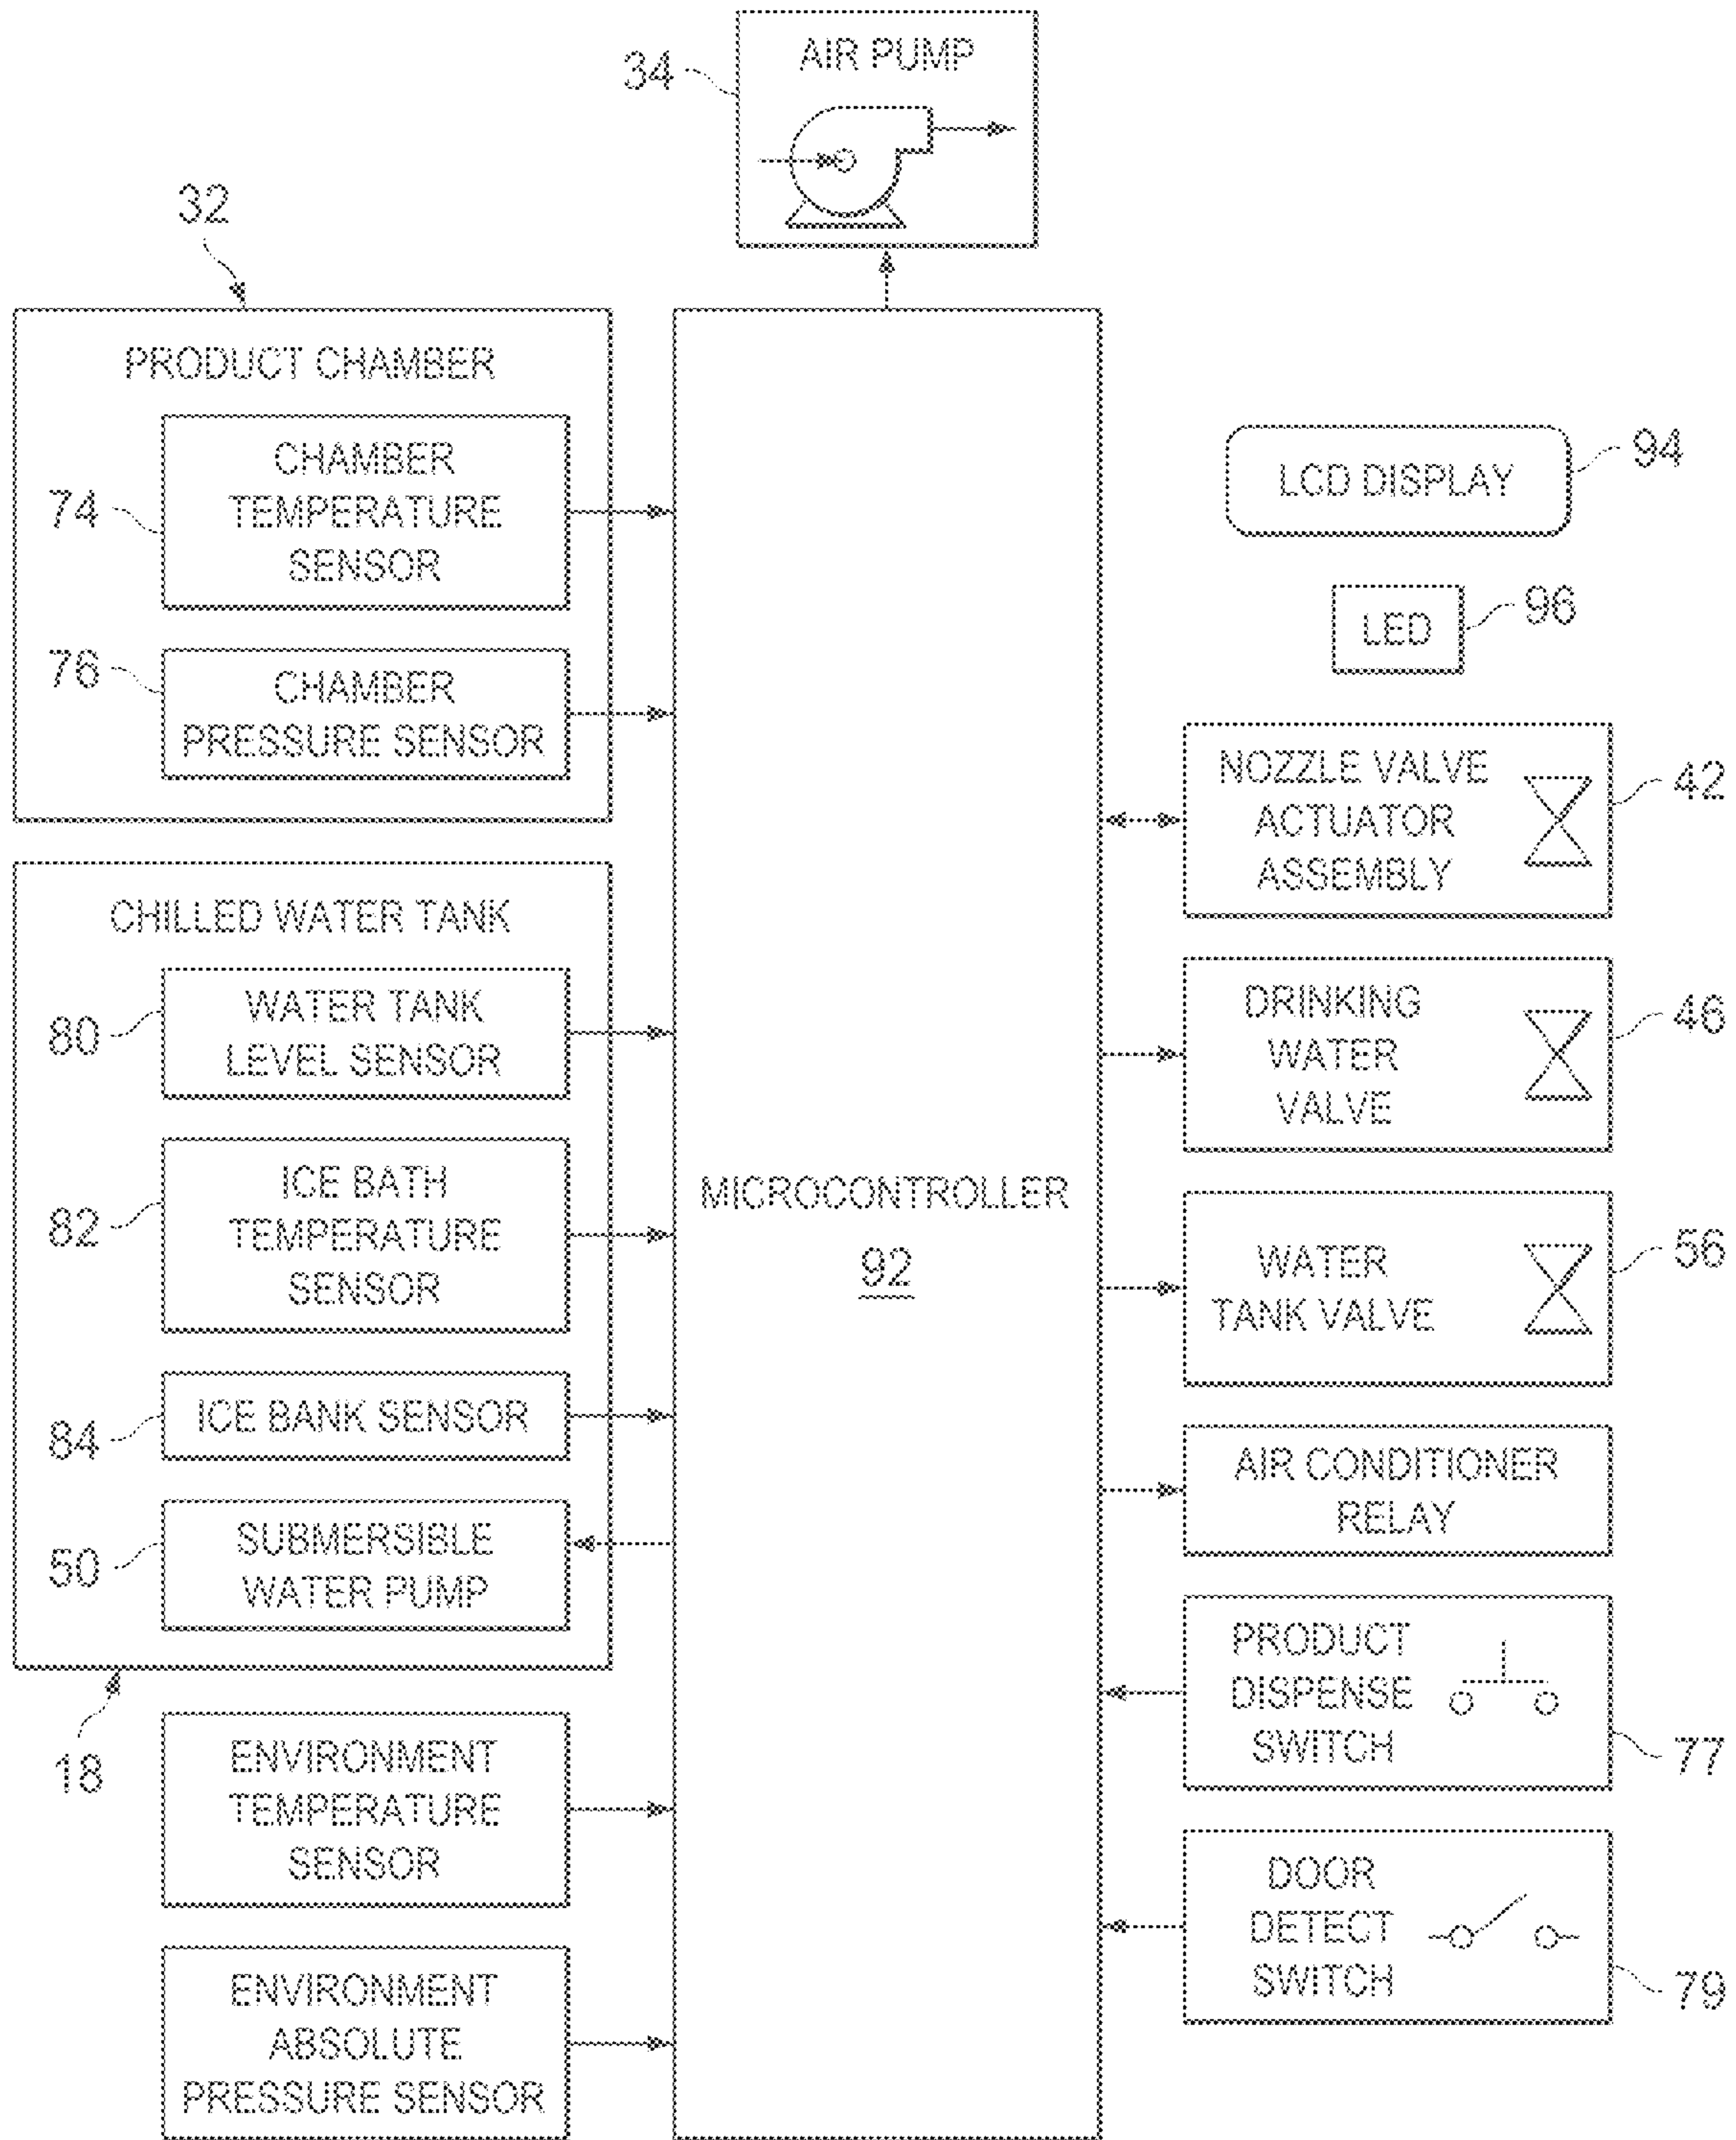 34
AIR PUMP
32
PRODUCT CHAMBER
74
CHAMBER
TEMPERATURE
SENSOR
76
CHAMBER
PRESSURE SENSOR
CHILLED WATER TANK
80
WATER TANK
LEVEL SENSOR
82
ICE BATH
TEMPERATURE
SENSOR
84
ICE BANK SENSOR
50
SUBMERSIBLE
WATER PUMP
18
ENVIRONMENT
TEMPERATURE
SENSOR
ENVIRONMENT
ABSOLUTE
PRESSURE SENSOR
MICROCONTROLLER
92
LCD DISPLAY
94
LED
96
NOZZLE VALVE
ACTUATOR
ASSEMBLY
42
DRINKING
WATER
VALVE
46
WATER
TANK VALVE
56
AIR CONDITIONER
RELAY
PRODUCT
DISPENSE
SWITCH
77
DOOR
DETECT
SWITCH
79